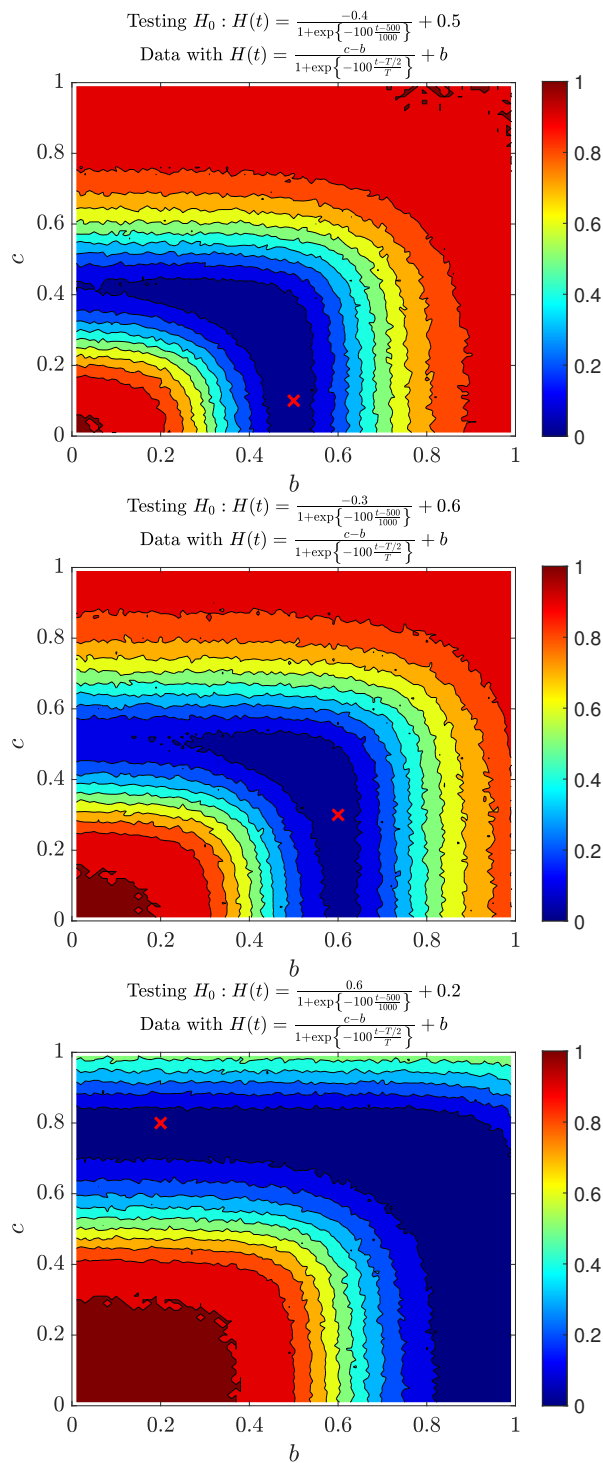 Testing $H_0 : H(t) = \frac{-0.4}{1+\exp\left\{-100\frac{t-500}{1000}\right\}} + 0.5$
Data with $H(t) = \frac{c-b}{1+\exp\left\{-100\frac{t-T/2}{T}\right\}} + b$
1
0.8
0.6
0.4
0.2
0
c
0 0.2 0.4 0.6 0.8 1
b
1
0.8
0.6
0.4
0.2
0
Testing $H_0 : H(t) = \frac{-0.3}{1+\exp\left\{-100\frac{t-500}{1000}\right\}} + 0.6$
Data with $H(t) = \frac{c-b}{1+\exp\left\{-100\frac{t-T/2}{T}\right\}} + b$
1
0.8
0.6
0.4
0.2
0
c
0 0.2 0.4 0.6 0.8 1
b
1
0.8
0.6
0.4
0.2
0
Testing $H_0 : H(t) = \frac{0.6}{1+\exp\left\{-100\frac{t-500}{1000}\right\}} + 0.2$
Data with $H(t) = \frac{c-b}{1+\exp\left\{-100\frac{t-T/2}{T}\right\}} + b$
1
0.8
0.6
0.4
0.2
0
c
0 0.2 0.4 0.6 0.8 1
b
1
0.8
0.6
0.4
0.2
0